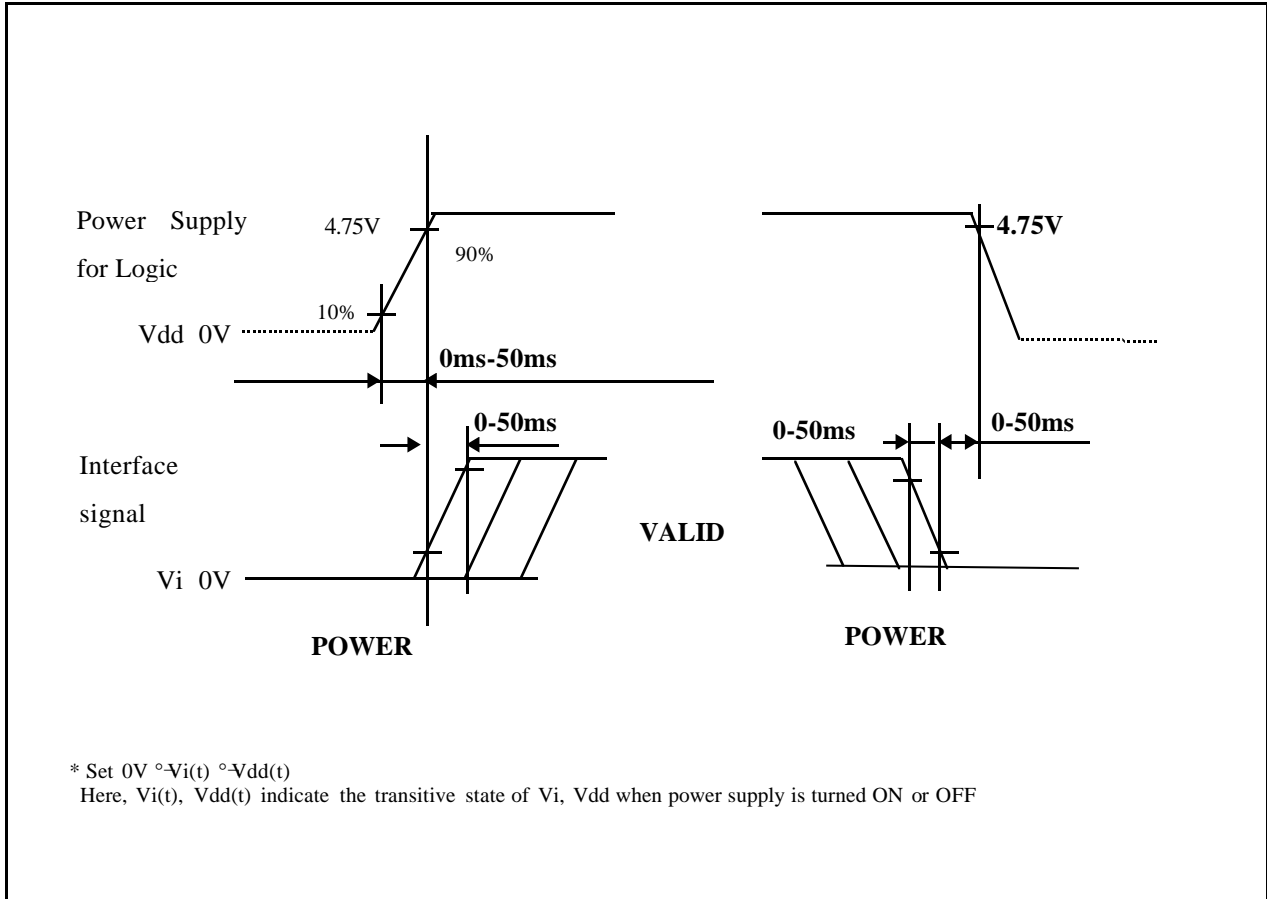 Power Supply
for Logic
4.75V
90%
10%
Vdd 0V
4.75V
0ms-50ms
0-50ms
0-50ms
0-50ms
Interface
signal
VALID
Vi 0V
POWER
POWER
* Set 0V °¬Vi(t) °¬Vdd(t)
Here, Vi(t), Vdd(t) indicate the transitive state of Vi, Vdd when power supply is turned ON or OFF